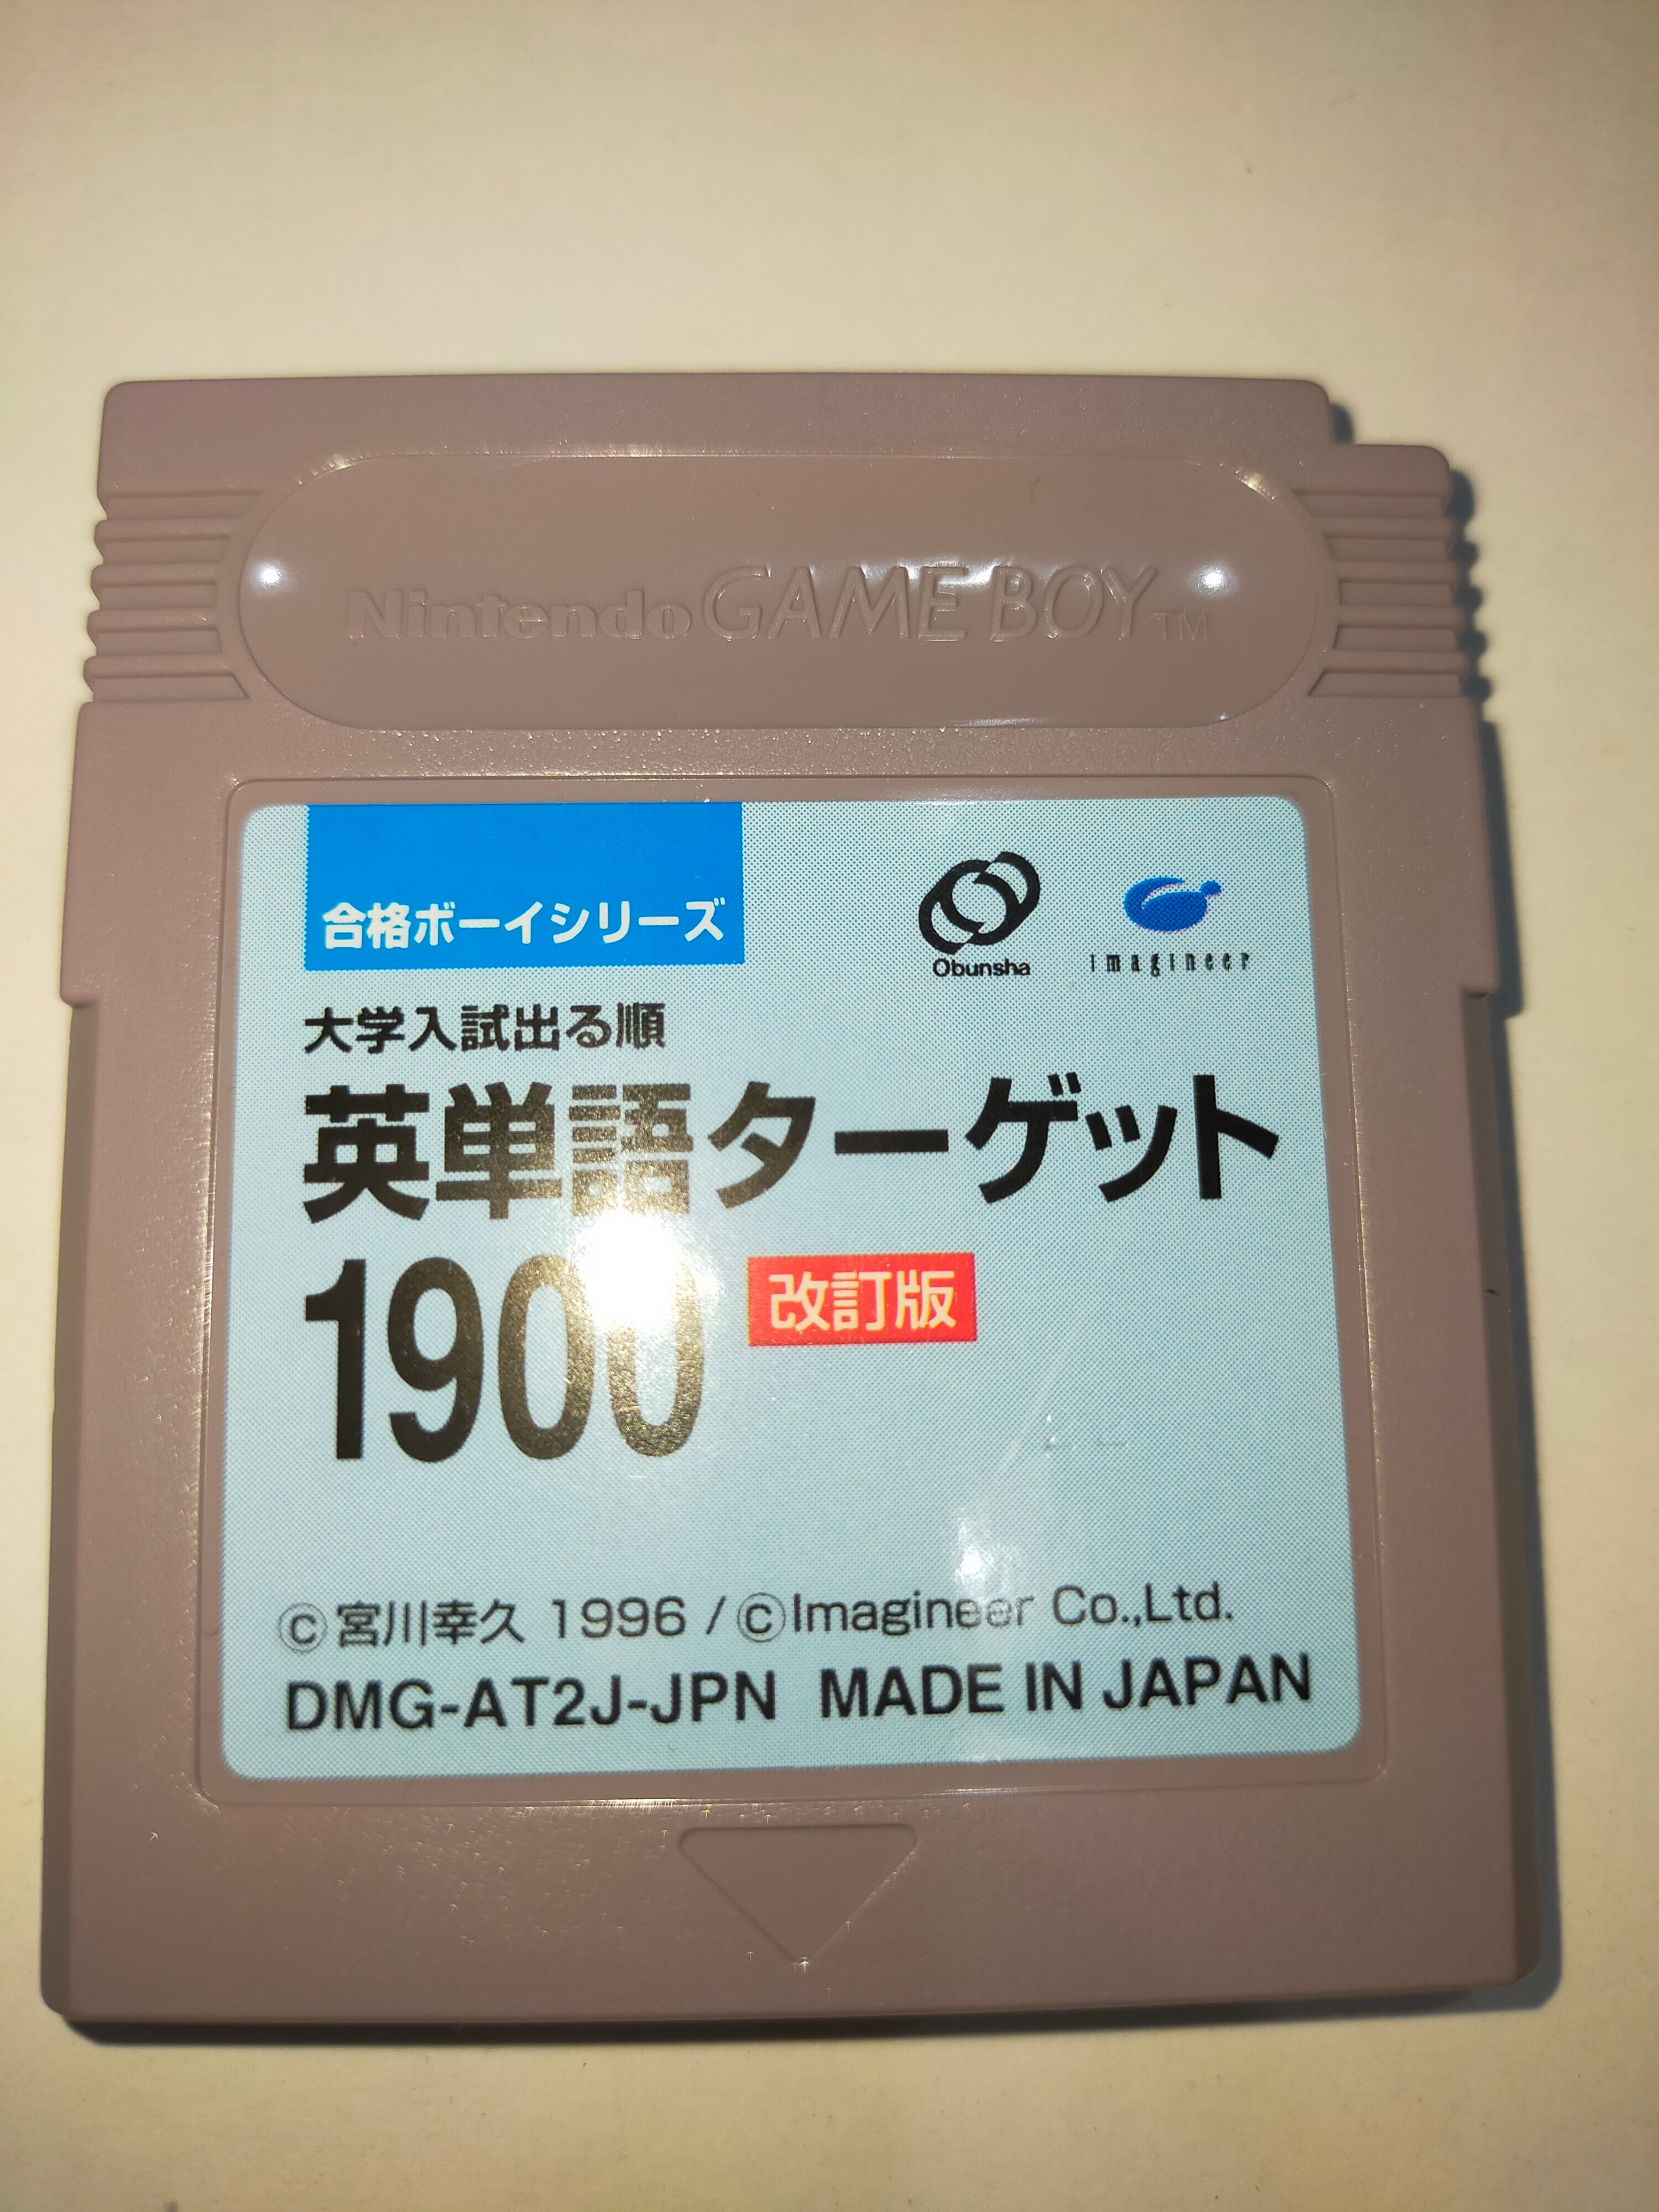 Nintendo GAME BOY™
合格ボーイシリーズ
Obunsha
imagineer
大学入試出る順
英単語ターゲット
1900 改訂版
©宮川幸久 1996 / ©Imagineer Co.,Ltd.
DMG-AT2J-JPN MADE IN JAPAN